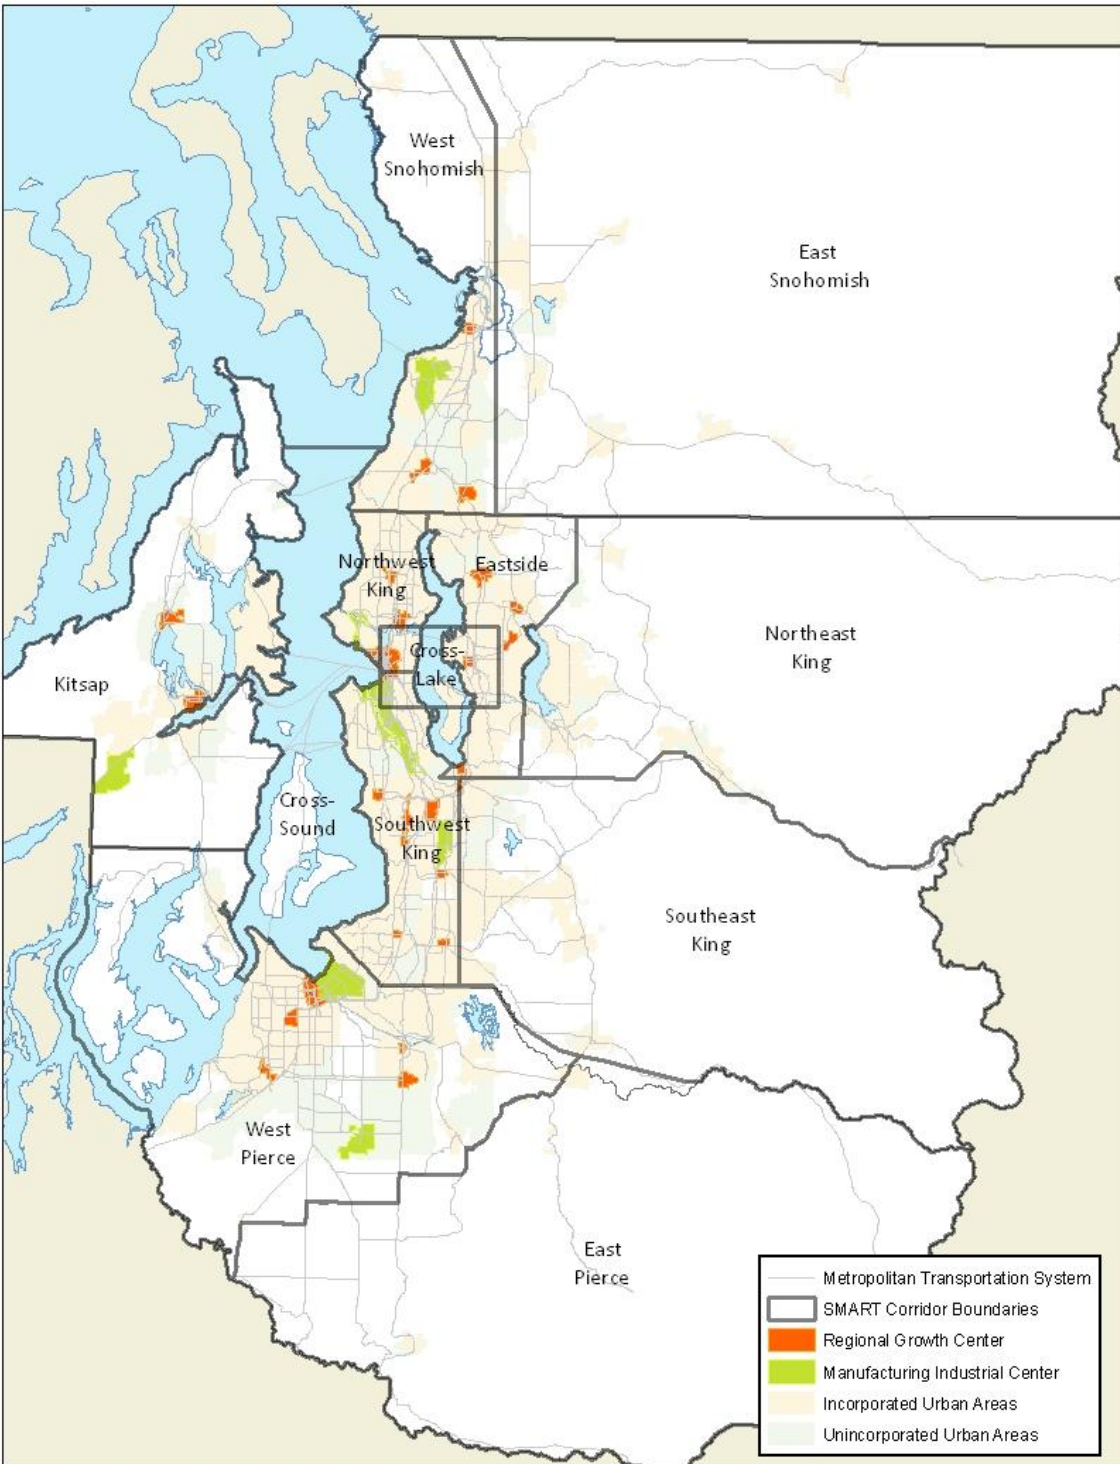 West
Snohomish
East
Snohomish
Northwest
King
Eastside
Cross-
Lake
Northeast
King
Kitsap
Cross-
Sound
Southwest
King
Southeast
King
West
Pierce
East
Pierce
Metropolitan Transportation System
SMART Corridor Boundaries
Regional Growth Center
Manufacturing Industrial Center
Incorporated Urban Areas
Unincorporated Urban Areas